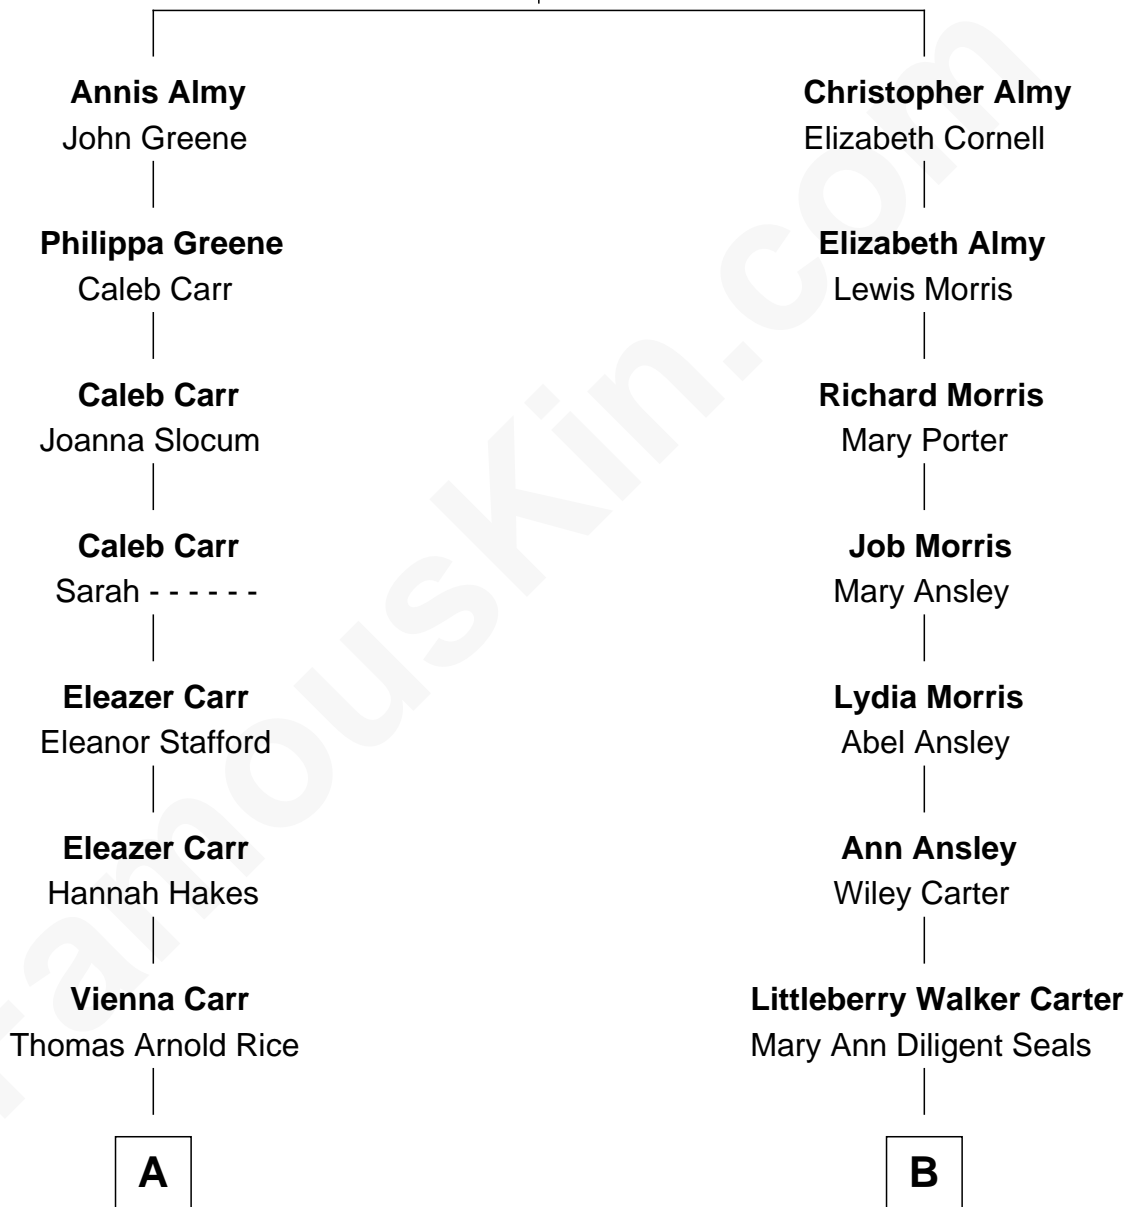 Annis Almy
John Greene
Philippa Greene
Caleb Carr
Caleb Carr
Joanna Slocum
Caleb Carr
Sarah - - - - - -
Eleazer Carr
Eleanor Stafford
Eleazer Carr
Hannah Hakes
Vienna Carr
Thomas Arnold Rice
A
Christopher Almy
Elizabeth Cornell
Elizabeth Almy
Lewis Morris
Richard Morris
Mary Porter
Job Morris
Mary Ansley
Lydia Morris
Abel Ansley
Ann Ansley
Wiley Carter
Littleberry Walker Carter
Mary Ann Diligent Seals
B
FamousKin.com